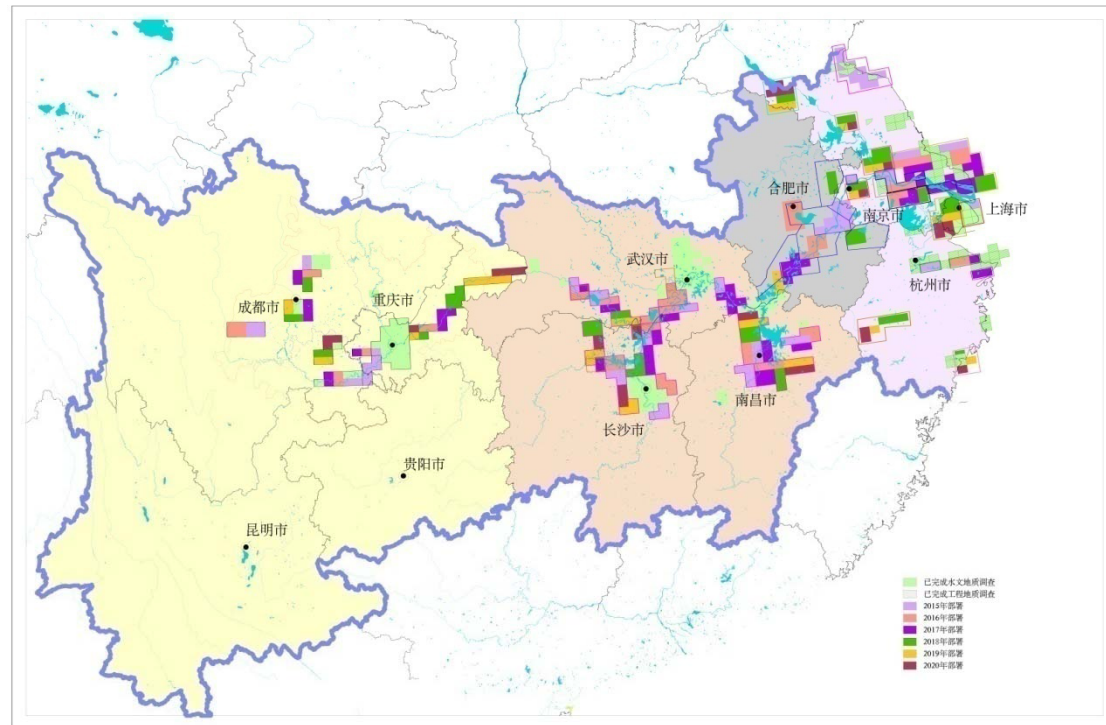 合肥市
南京市
上海市
武汉市
杭州市
成都市
重庆市
南昌市
长沙市
贵阳市
昆明市
已完成水文地质调查
已完成工程地质调查
2015年部署
2016年部署
2017年部署
2018年部署
2019年部署
2020年部署